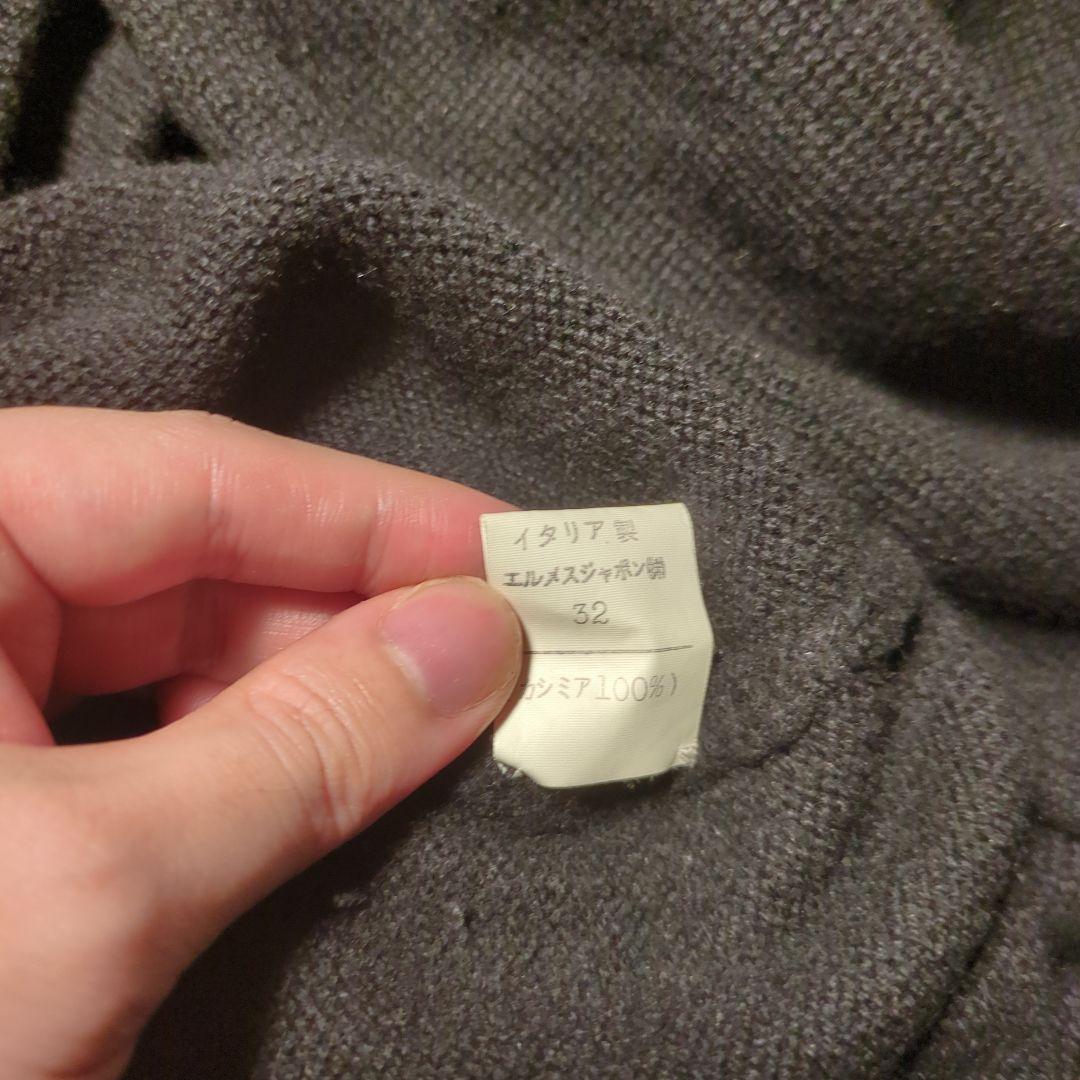 イタリア製
エルメスジャポン㈱
32
カシミア100%)